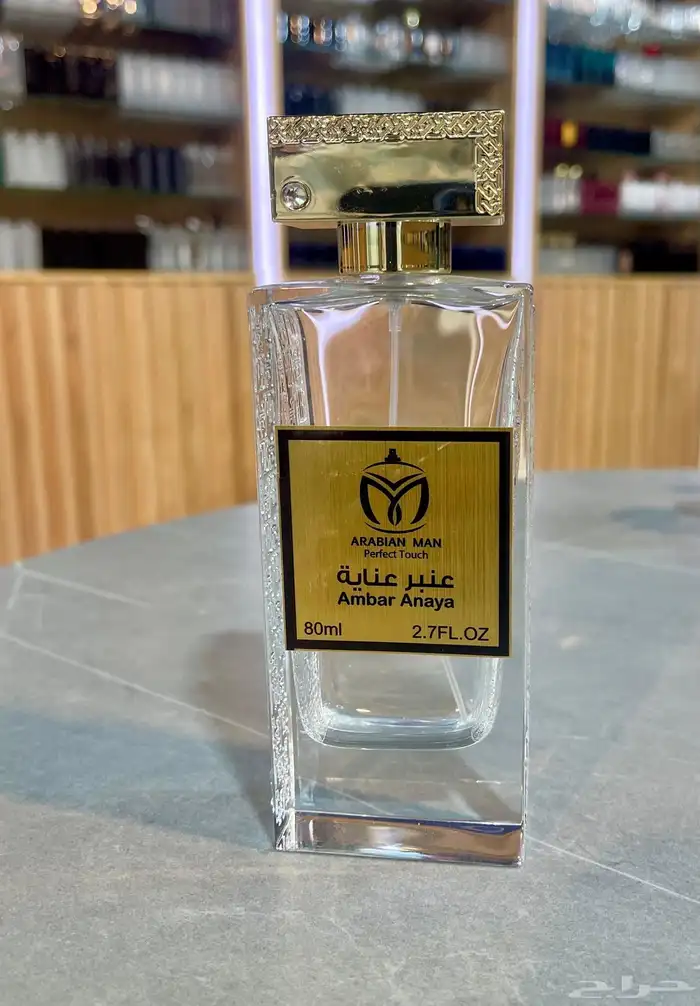 ARABIAN MAN
Perfect Touch
عنبر عناية
Ambar Anaya
80ml 2.7FL.OZ
حراج